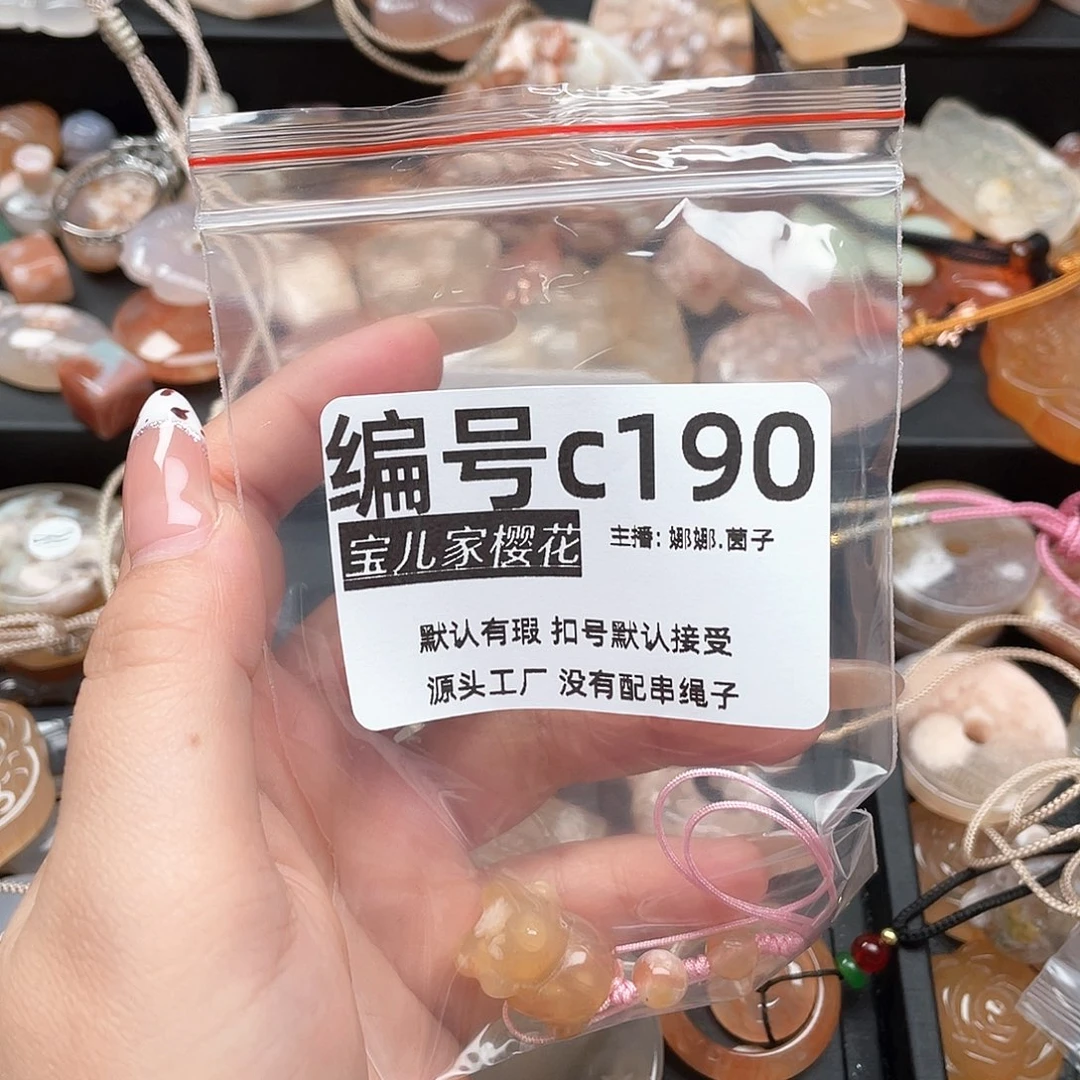 编号c190
宝儿家樱花 主播：娜娜.茵子
默认有瑕 扣号默认接受
源头工厂 没有配串绳子